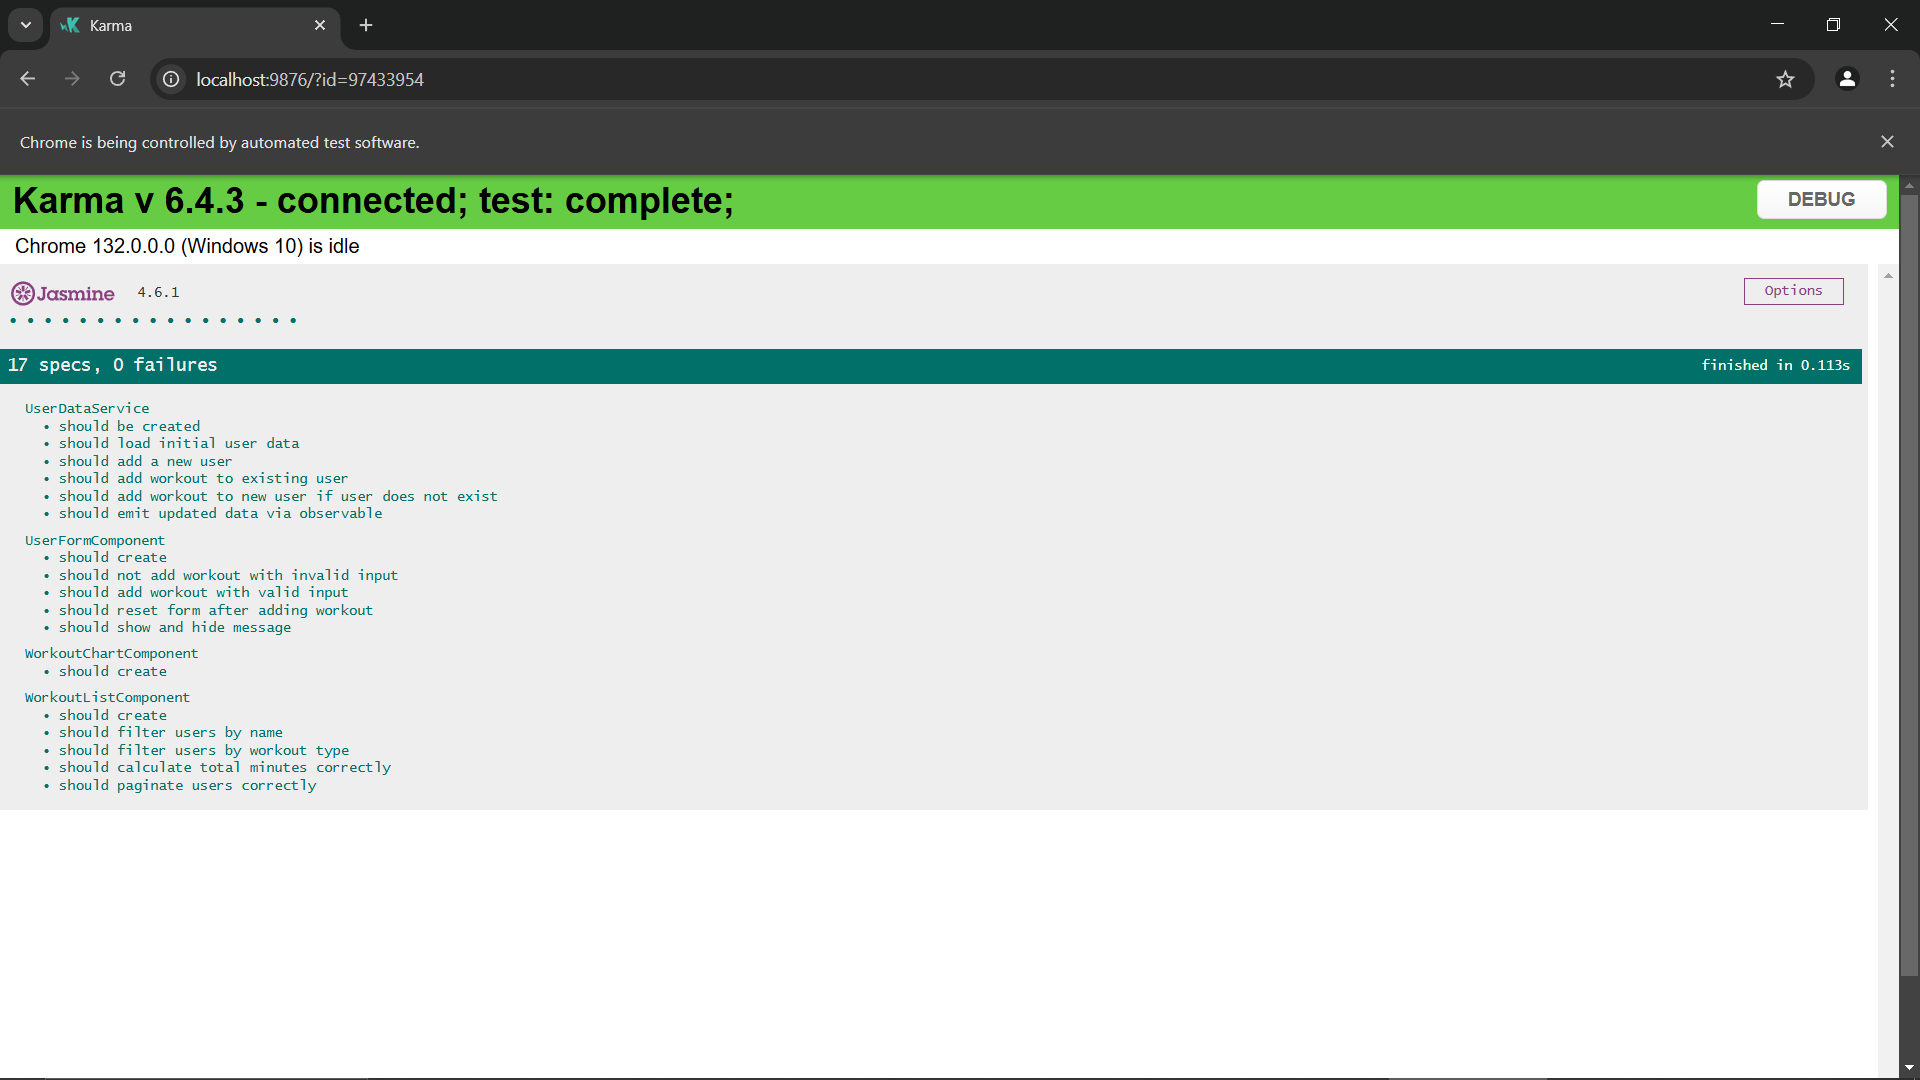 Karma
localhost:9876/?id=97433954
Chrome is being controlled by automated test software.
Karma v 6.4.3 - connected; test: complete;
DEBUG
Chrome 132.0.0.0 (Windows 10) is idle
Jasmine 4.6.1
Options
17 specs, 0 failures
finished in 0.113s
UserDataService
• should be created
• should load initial user data
• should add a new user
• should add workout to existing user
• should add workout to new user if user does not exist
• should emit updated data via observable
UserFormComponent
• should create
• should not add workout with invalid input
• should add workout with valid input
• should reset form after adding workout
• should show and hide message
WorkoutChartComponent
• should create
WorkoutListComponent
• should create
• should filter users by name
• should filter users by workout type
• should calculate total minutes correctly
• should paginate users correctly